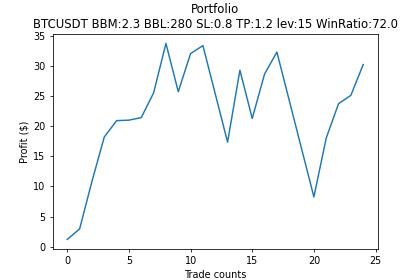 Portfolio
BTCUSDT BBM:2.3 BBL:280 SL:0.8 TP:1.2 lev:15 WinRatio:72.0
35
30
25
20
15
10
5
0
Profit ($)
0 5 10 15 20 25
Trade counts